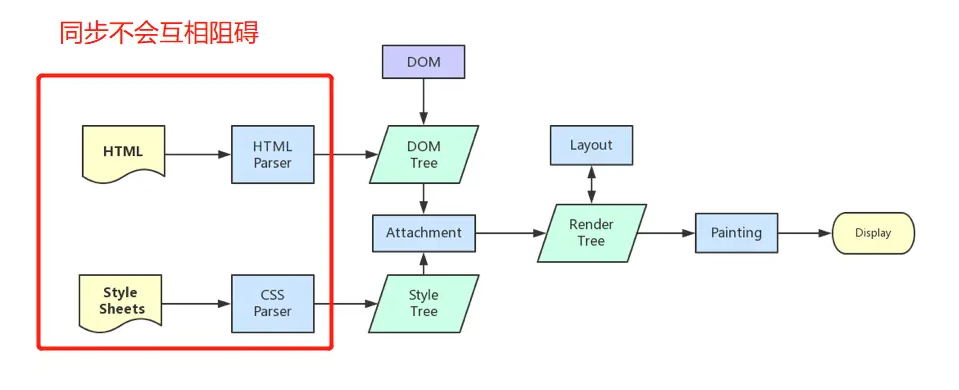 同步不会互相阻碍
DOM
HTML
HTML
Parser
DOM
Tree
Layout
Attachment
Render
Tree
Painting
Display
Style
Sheets
CSS
Parser
Style
Tree